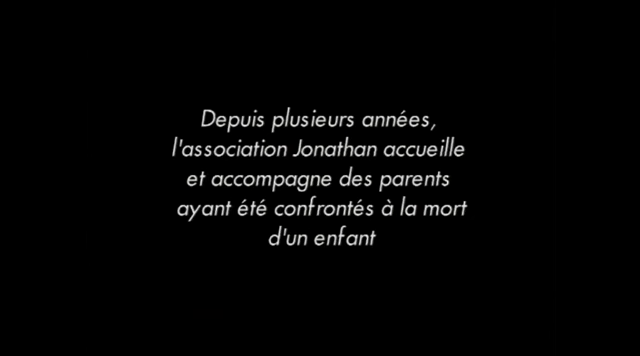 Depuis plusieurs années,
l'association Jonathan accueille
et accompagne des parents
ayant été confrontés à la mort
d'un enfant